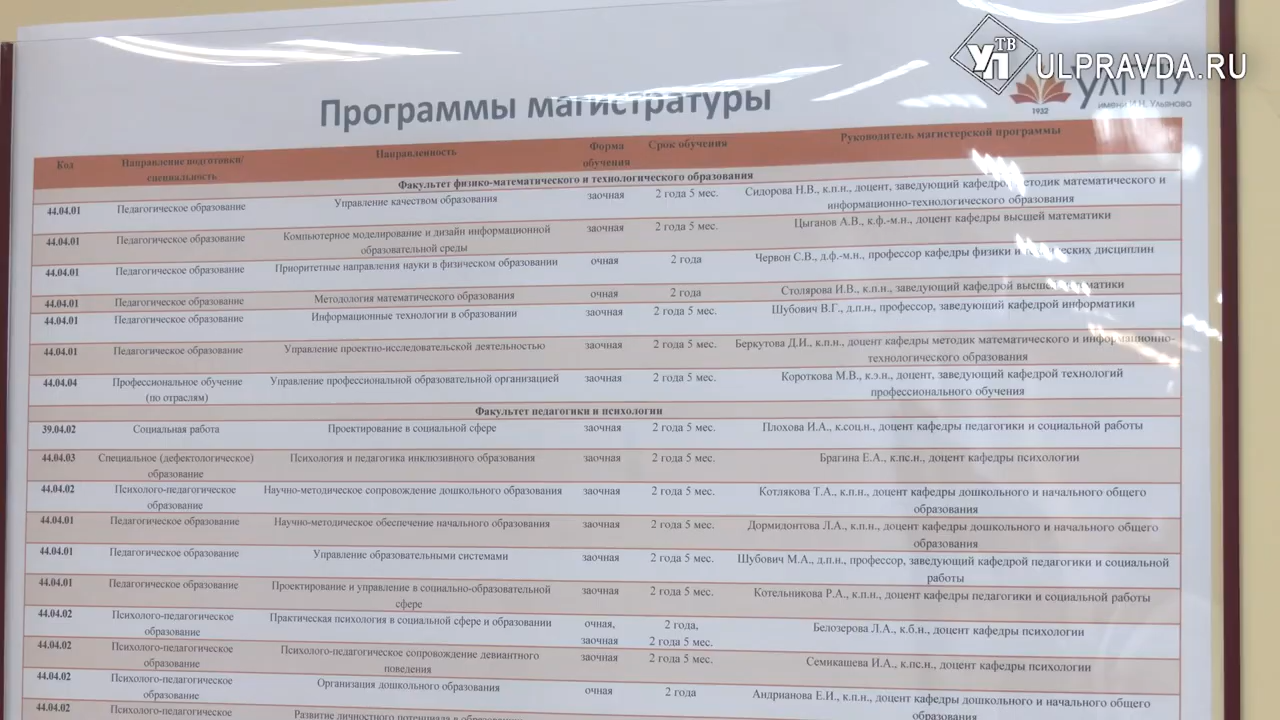 УП ТВ ULPRAVDA.RU
1932 имени И.Н. Ульянова
Программы магистратуры
Код Направление подготовки/ специальность Направленность Форма обучения Срок обучения Руководитель магистерской программы
Факультет физико-математического и технологического образования
44.04.01 Педагогическое образование Управление качеством образования заочная 2 года 5 мес. Сидорова Н.В., к.п.н., доцент, заведующий кафедро методик математического и
информационно-технологического образования
44.04.01 Педагогическое образование Компьютерное моделирование и дизайн информационной заочная 2 года 5 мес. Цыганов А.В., к.ф.-м.н., доцент кафедры высшей математики
образовательной среды
44.04.01 Педагогическое образование Приоритетные направления науки в физическом образовании очная 2 года Червон С.В., д.ф.-м.н., профессор кафедры физики и дисциплин
44.04.01 Педагогическое образование Методология математического образования очная 2 года Столярова И.В., к.п.н., заведующий кафедрой высшей математики
44.04.01 Педагогическое образование Информационные технологии в образовании заочная 2 года 5 мес. Шубович В.Г., д.п.н., профессор, заведующий кафедрой информатики
44.04.01 Педагогическое образование Управление проектно-исследовательской деятельностью заочная 2 года 5 мес. Беркутова Д.И., к.п.н., доцент кафедры методик математического и информационно-
технологического образования
44.04.04 Профессиональное обучение Управление профессиональной образовательной организацией заочная 2 года 5 мес. Короткова М.В., к.э.н., доцент, заведующий кафедрой технологий
(по отраслям) профессионального обучения
Факультет педагогики и психологии
39.04.02 Социальная работа Проектирование в социальной сфере заочная 2 года 5 мес. Плохова И.А., к.соц.н., доцент кафедры педагогики и социальной работы
44.04.03 Специальное (дефектологическое) Психология и педагогика инклюзивного образования заочная 2 года 5 мес. Брагина Е.А., к.пс.н., доцент кафедры психологии
образование
44.04.02 Психолого-педагогическое Научно-методическое сопровождение дошкольного образования заочная 2 года 5 мес. Котлякова Т.А., к.п.н., доцент кафедры дошкольного и начального общего
образование образования
44.04.01 Педагогическое образование Научно-методическое обеспечение начального образования заочная 2 года 5 мес. Дормидонтова Л.А., к.п.н., доцент кафедры дошкольного и начального общего
образования
44.04.01 Педагогическое образование Управление образовательными системами заочная 2 года 5 мес. Шубович М.А., д.п.н., профессор, заведующий кафедрой педагогики и социальной
работы
44.04.01 Педагогическое образование Проектирование и управление в социально-образовательной заочная 2 года 5 мес. Котельникова Р.А., к.п.н., доцент кафедры педагогики и социальной работы
сфере
44.04.02 Психолого-педагогическое Практическая психология в социальной сфере и образовании очная, 2 года, Белозерова Л.А., к.б.н., доцент кафедры психологии
образование заочная 2 года 5 мес.
44.04.02 Психолого-педагогическое Психолого-педагогическое сопровождение девиантного заочная 2 года 5 мес. Семикашева И.А., к.пс.н., доцент кафедры психологии
образование поведения
44.04.02 Психолого-педагогическое Организация дошкольного образования очная 2 года Андрианова Е.И., к.п.н., доцент кафедры дошкольного и начального общего
образование образования
44.04.02 Психолого-педагогическое Развитие личностного потенциала в